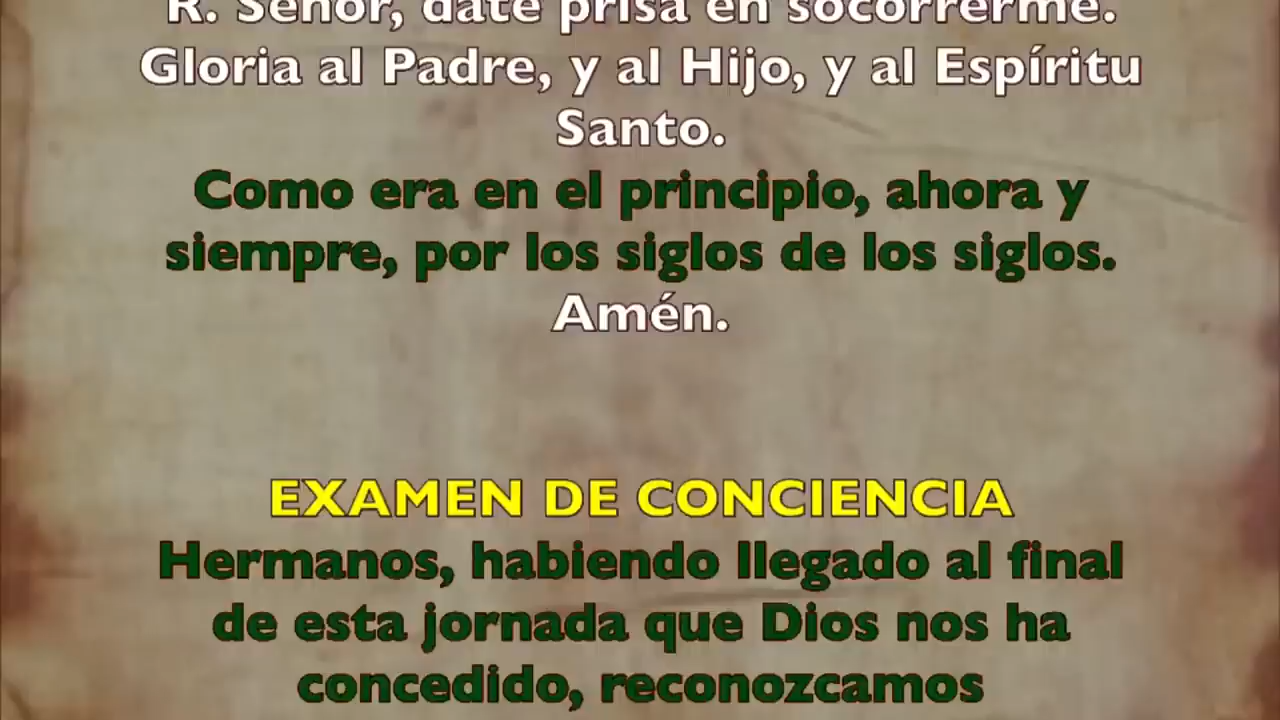 R. Señor, date prisa en socorrerme.
Gloria al Padre, y al Hijo, y al Espíritu
Santo.
Como era en el principio, ahora y
siempre, por los siglos de los siglos.
Amén.
EXAMEN DE CONCIENCIA
Hermanos, habiendo llegado al final
de esta jornada que Dios nos ha
concedido, reconozcamos